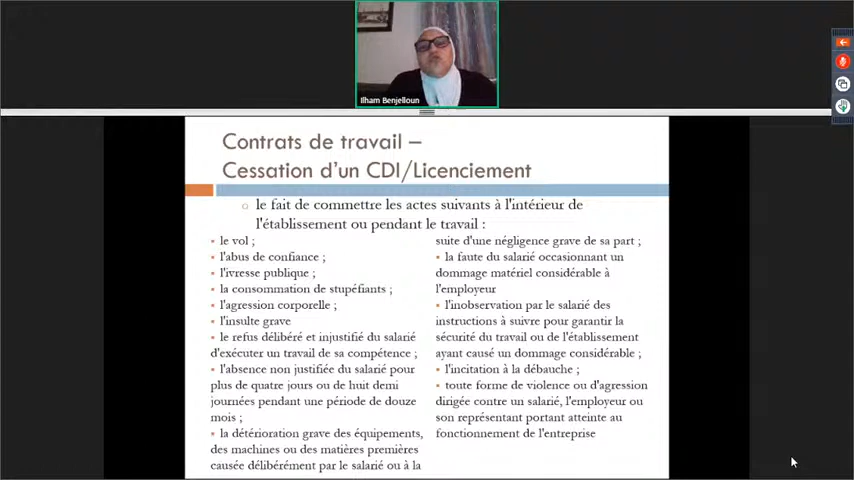 Ilham Benjelloun
Contrats de travail –
Cessation d'un CDI/Licenciement
le fait de commettre les actes suivants à l'intérieur de
l'établissement ou pendant le travail :
le vol ;
l'abus de confiance ;
l'ivresse publique ;
la consommation de stupéfiants ;
l'agression corporelle ;
l'insulte grave
le refus délibéré et injustifié du salarié
d'exécuter un travail de sa compétence ;
l'absence non justifiée du salarié pour
plus de quatre jours ou de huit demi
journées pendant une période de douze
mois ;
la détérioration grave des équipements,
des machines ou des matières premières
causée délibérément par le salarié ou à la
suite d'une négligence grave de sa part ;
la faute du salarié occasionnant un
dommage matériel considérable à
l'employeur
l'inobservation par le salarié des
instructions à suivre pour garantir la
sécurité du travail ou de l'établissement
ayant causé un dommage considérable ;
l'incitation à la débauche ;
toute forme de violence ou d'agression
dirigée contre un salarié, l'employeur ou
son représentant portant atteinte au
fonctionnement de l'entreprise